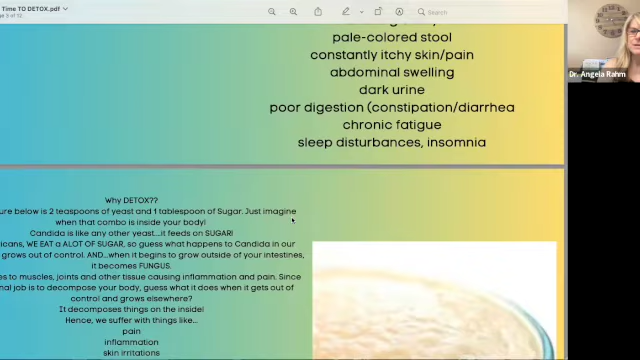 Time TO DETOX.pdf
Page 3 of 12
Search
Dr. Angela Rahm
pale-colored stool
constantly itchy skin/pain
abdominal swelling
dark urine
poor digestion (constipation/diarrhea
chronic fatigue
sleep disturbances, insomnia
Why DETOX??
ure below is 2 teaspoons of yeast and 1 tablespoon of Sugar. Just imagine
when that combo is inside your body!
Candida is like any other yeast....it feeds on SUGAR!
icans, WE EAT a ALOT OF SUGAR, so guess what happens to Candida in our
grows out of control. AND...when it begins to grow outside of your intestines,
it becomes FUNGUS.
es to muscles, joints and other tissue causing inflammation and pain. Since
nal job is to decompose your body, guess what it does when it gets out of
control and grows elsewhere?
It decomposes things on the inside!
Hence, we suffer with things like...
pain
inflammation
skin irritations